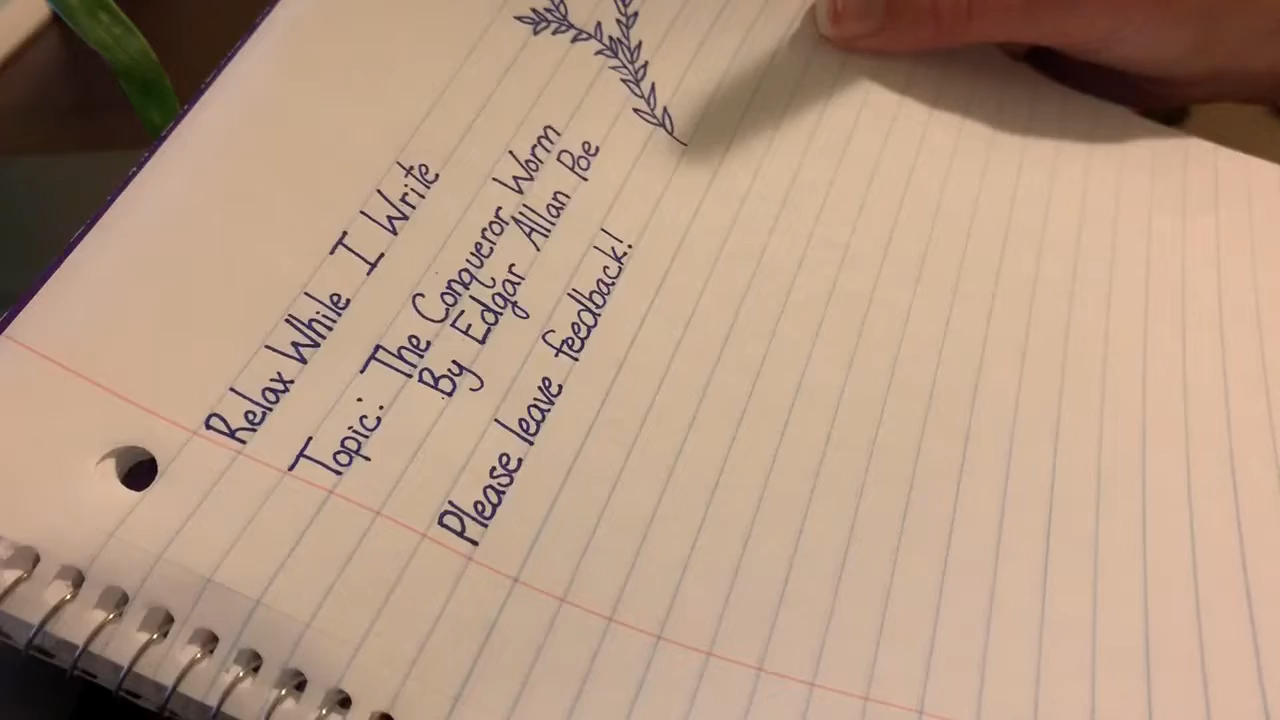 Relax While I Write
Topic: The Conqueror Worm
By Edgar Allan Poe
Please leave feedback!